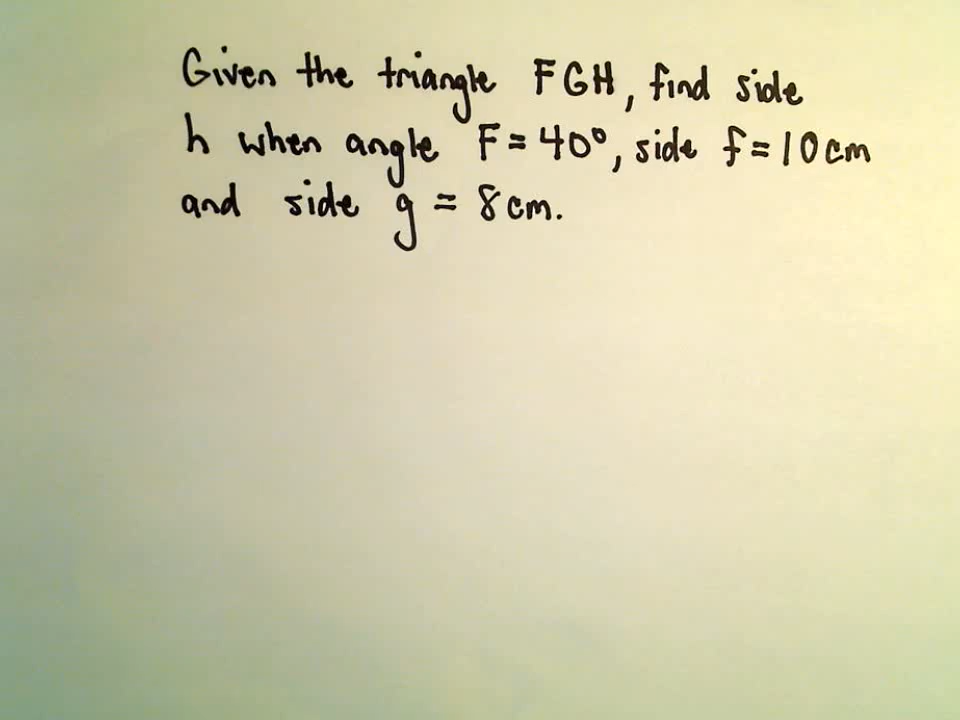 Given the triangle FGH, find side
h when angle F = 40°, side f = 10 cm
and side g = 8 cm.